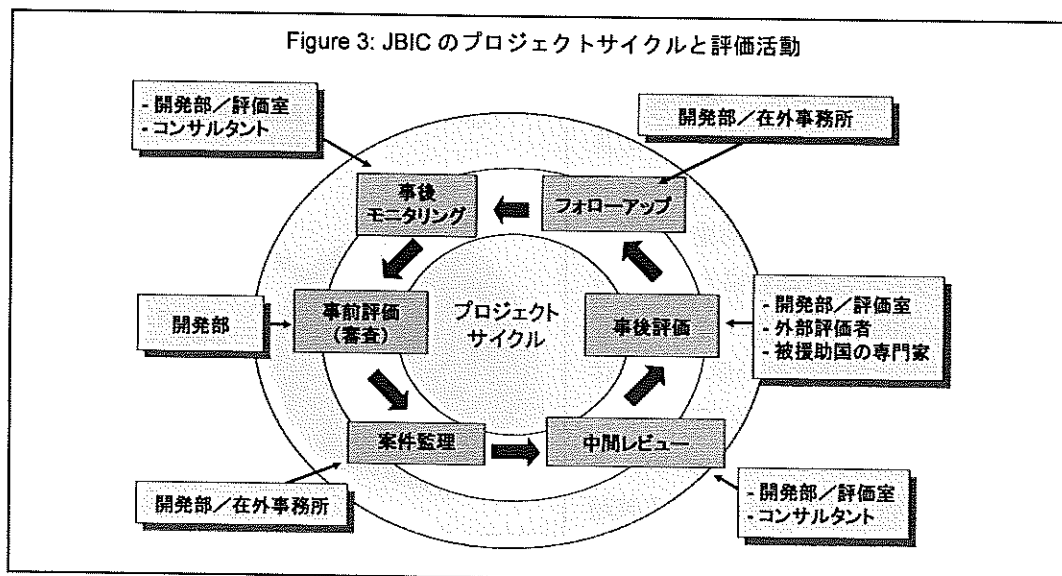 Figure 3: JBIC のプロジェクトサイクルと評価活動
- 開発部／評価室
- コンサルタント
開発部／在外事務所
事後
モニタリング
フォローアップ
開発部
事前評価
（審査）
プロジェクト
サイクル
事後評価
- 開発部／評価室
- 外部評価者
- 被援助国の専門家
案件監理
中間レビュー
開発部／在外事務所
- 開発部／評価室
- コンサルタント